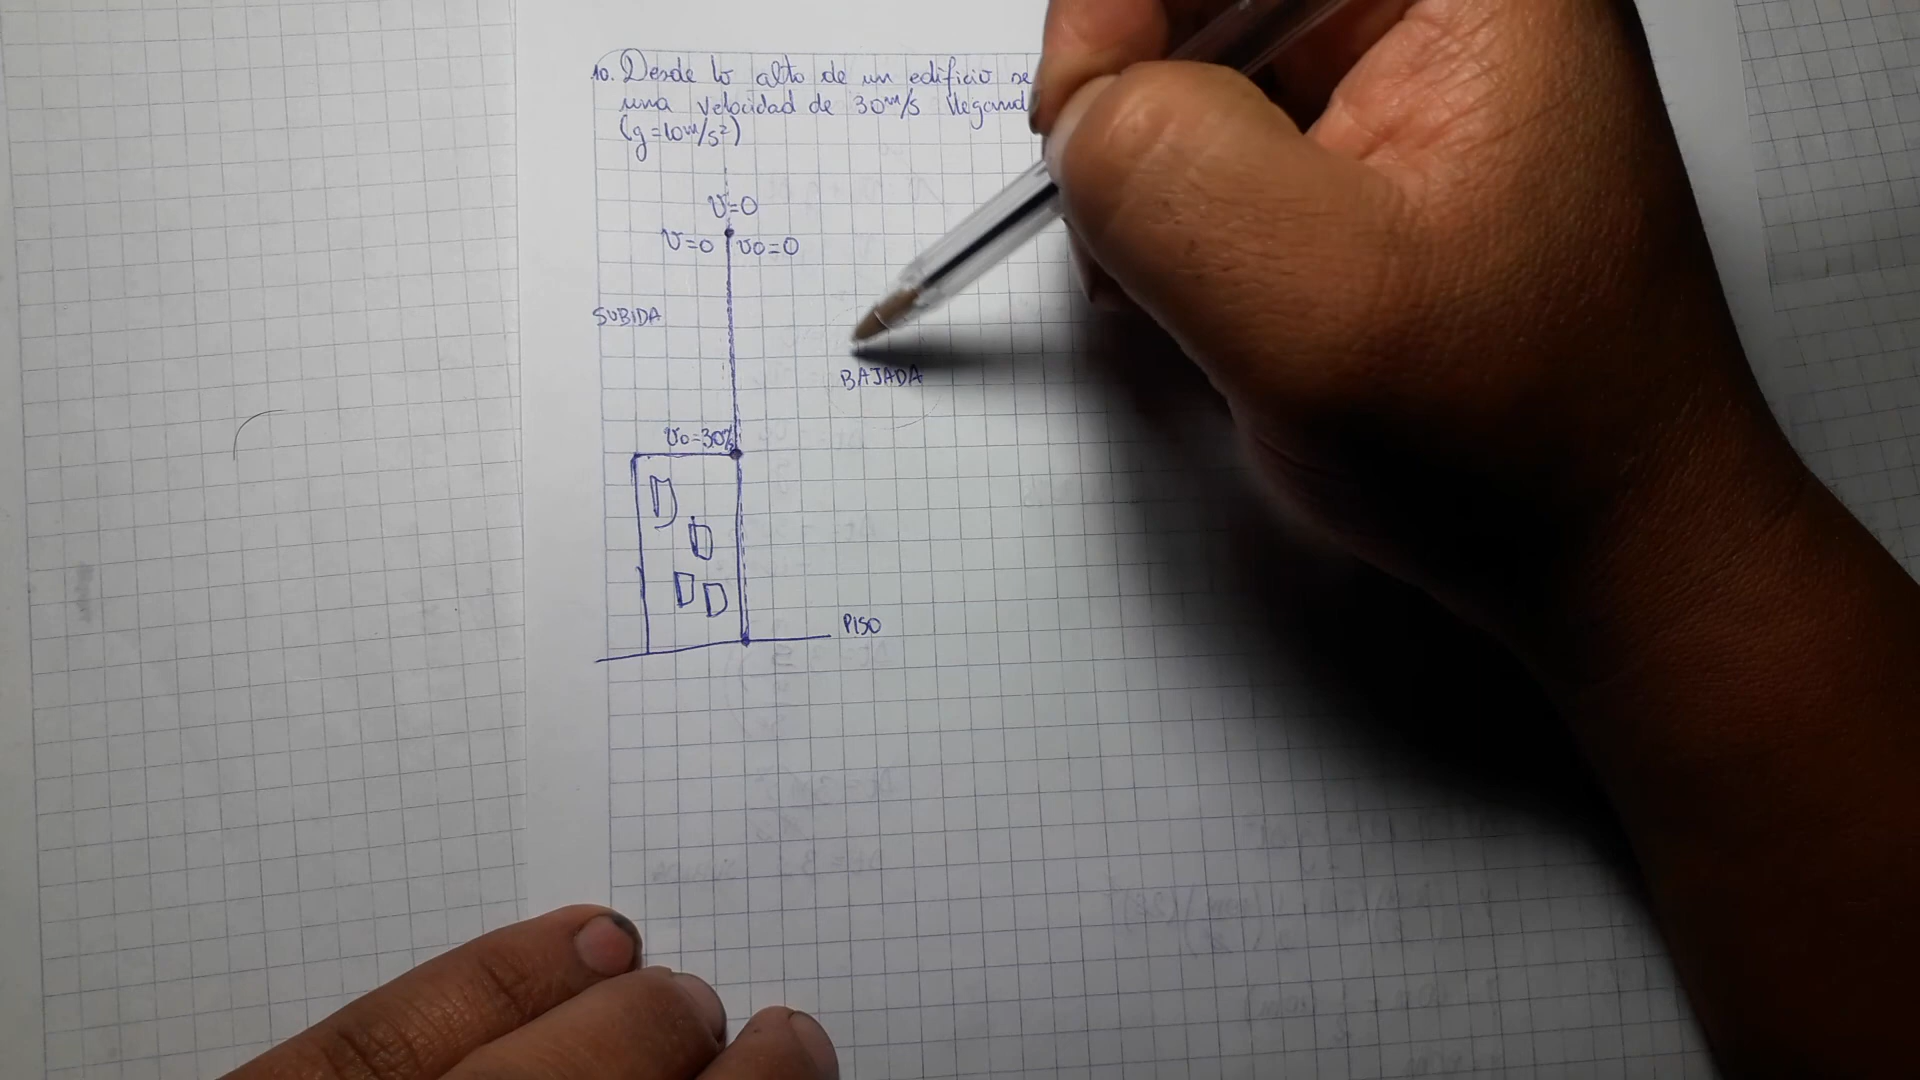 10. Desde lo alto de un edificio se
una velocidad de 30m/s llegand
(g=10m/s²)
v=0
v=0 vo=0
SUBIDA
BAJADA
vo=30m/s
PISO